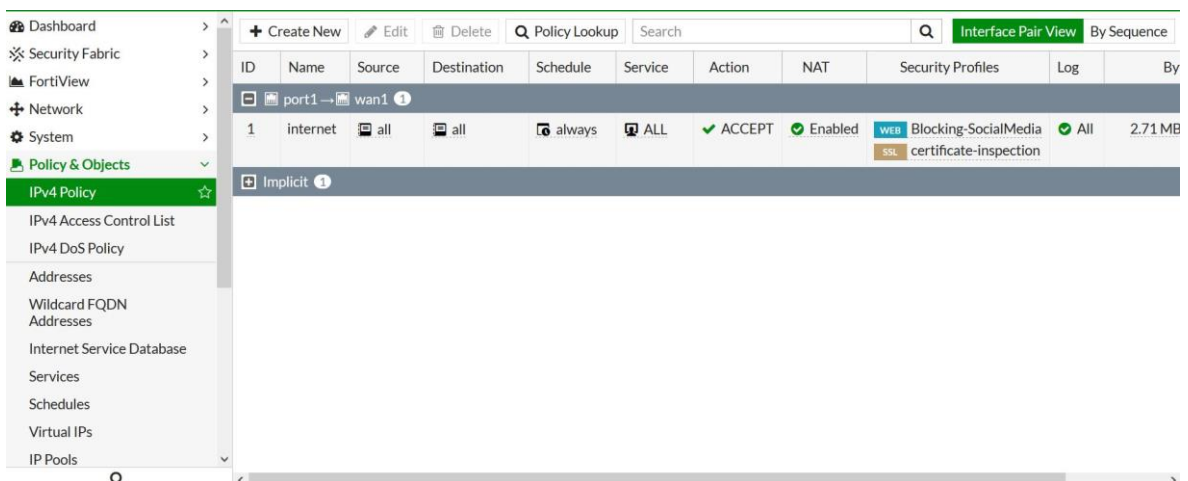 Dashboard
Security Fabric
FortiView
Network
System
Policy & Objects
IPv4 Policy
IPv4 Access Control List
IPv4 DoS Policy
Addresses
Wildcard FQDN
Addresses
Internet Service Database
Services
Schedules
Virtual IPs
IP Pools
Create New Edit Delete Policy Lookup Search Interface Pair View By Sequence
ID Name Source Destination Schedule Service Action NAT Security Profiles Log By
port1 → wan1 1
1 internet all all always ALL ACCEPT Enabled WEB Blocking-SocialMedia All 2.71 MB
SSL certificate-inspection
Implicit 1